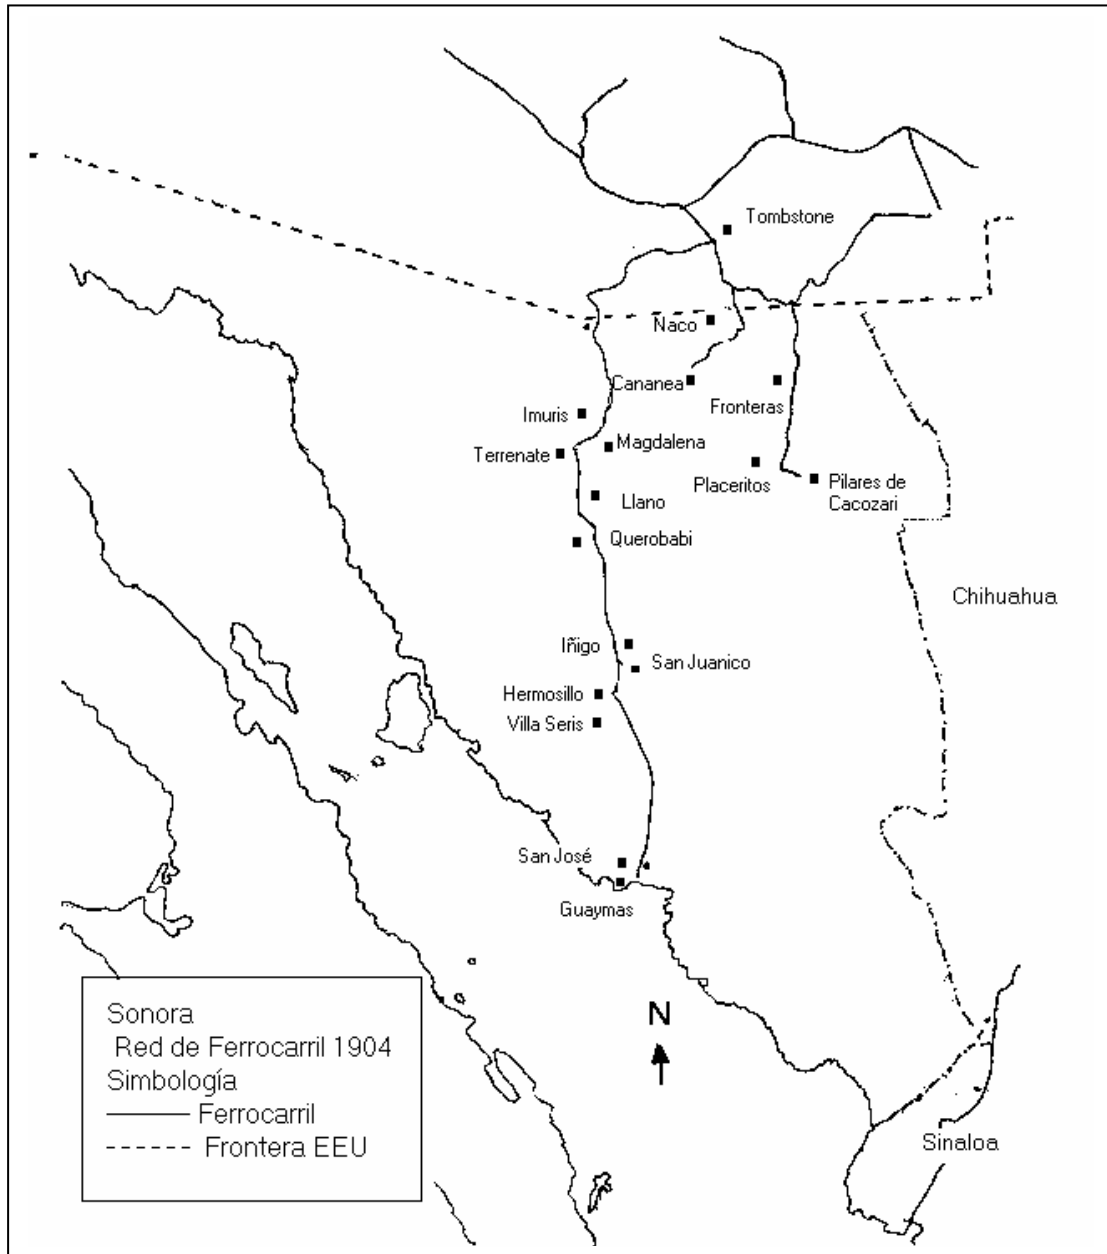 Tombstone
Naco
Cananea
Fronteras
Imuris
Magdalena
Terrenate
Placeritos
Pilares de
Cacozari
Llano
Querobabi
Chihuahua
Iñigo
San Juanico
Hermosillo
Villa Seris
San José
Guaymas
N
Sonora
Red de Ferrocarril 1904
Simbología
Ferrocarril
Frontera EEU
Sinaloa